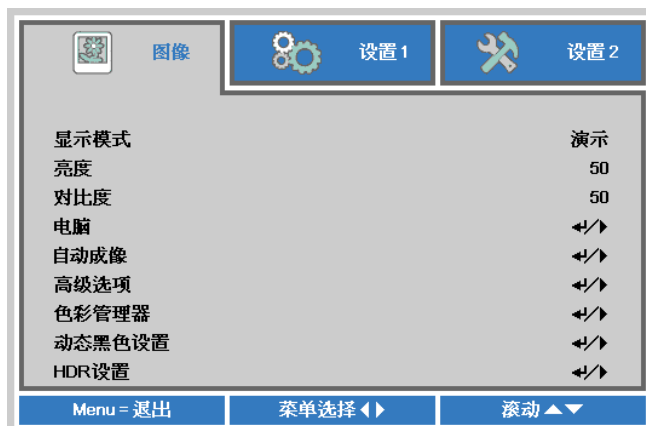 图像 设置1 设置2
显示模式 演示
亮度 50
对比度 50
电脑 ↵/▶
自动成像 ↵/▶
高级选项 ↵/▶
色彩管理器 ↵/▶
动态黑色设置 ↵/▶
HDR设置 ↵/▶
Menu = 退出 菜单选择◀▶ 滚动▲▼